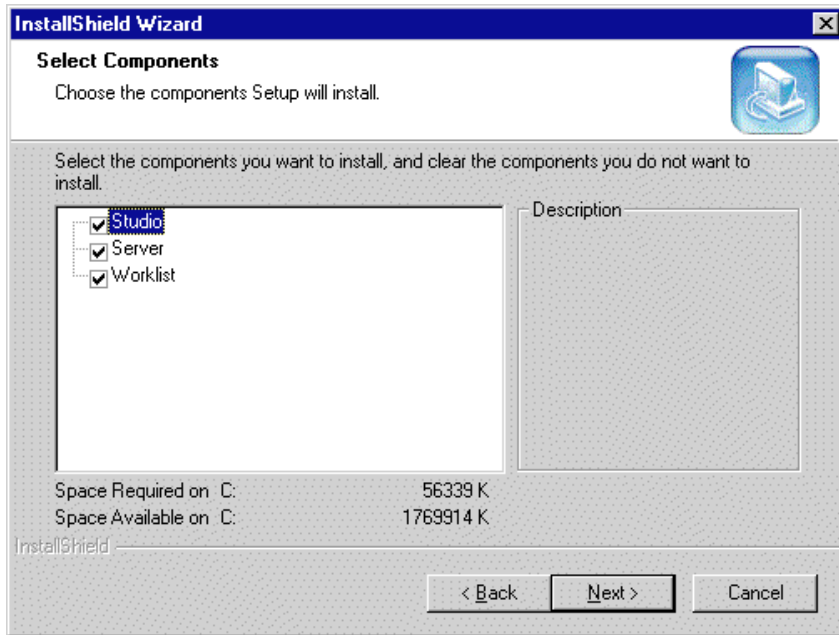 InstallShield Wizard
Select Components
Choose the components Setup will install.
Select the components you want to install, and clear the components you do not want to
install.
Studio
Server
Worklist
Description
Space Required on C: 56339 K
Space Available on C: 1769914 K
InstallShield
< Back Next > Cancel